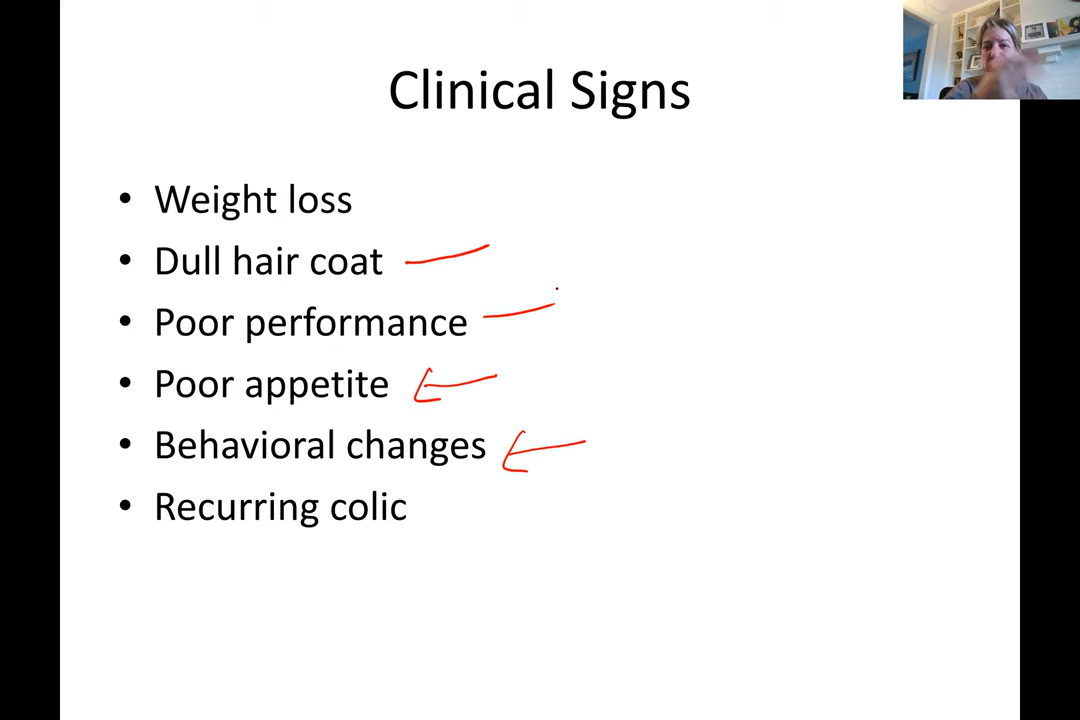 Clinical Signs
• Weight loss
• Dull hair coat
• Poor performance
• Poor appetite
• Behavioral changes
• Recurring colic